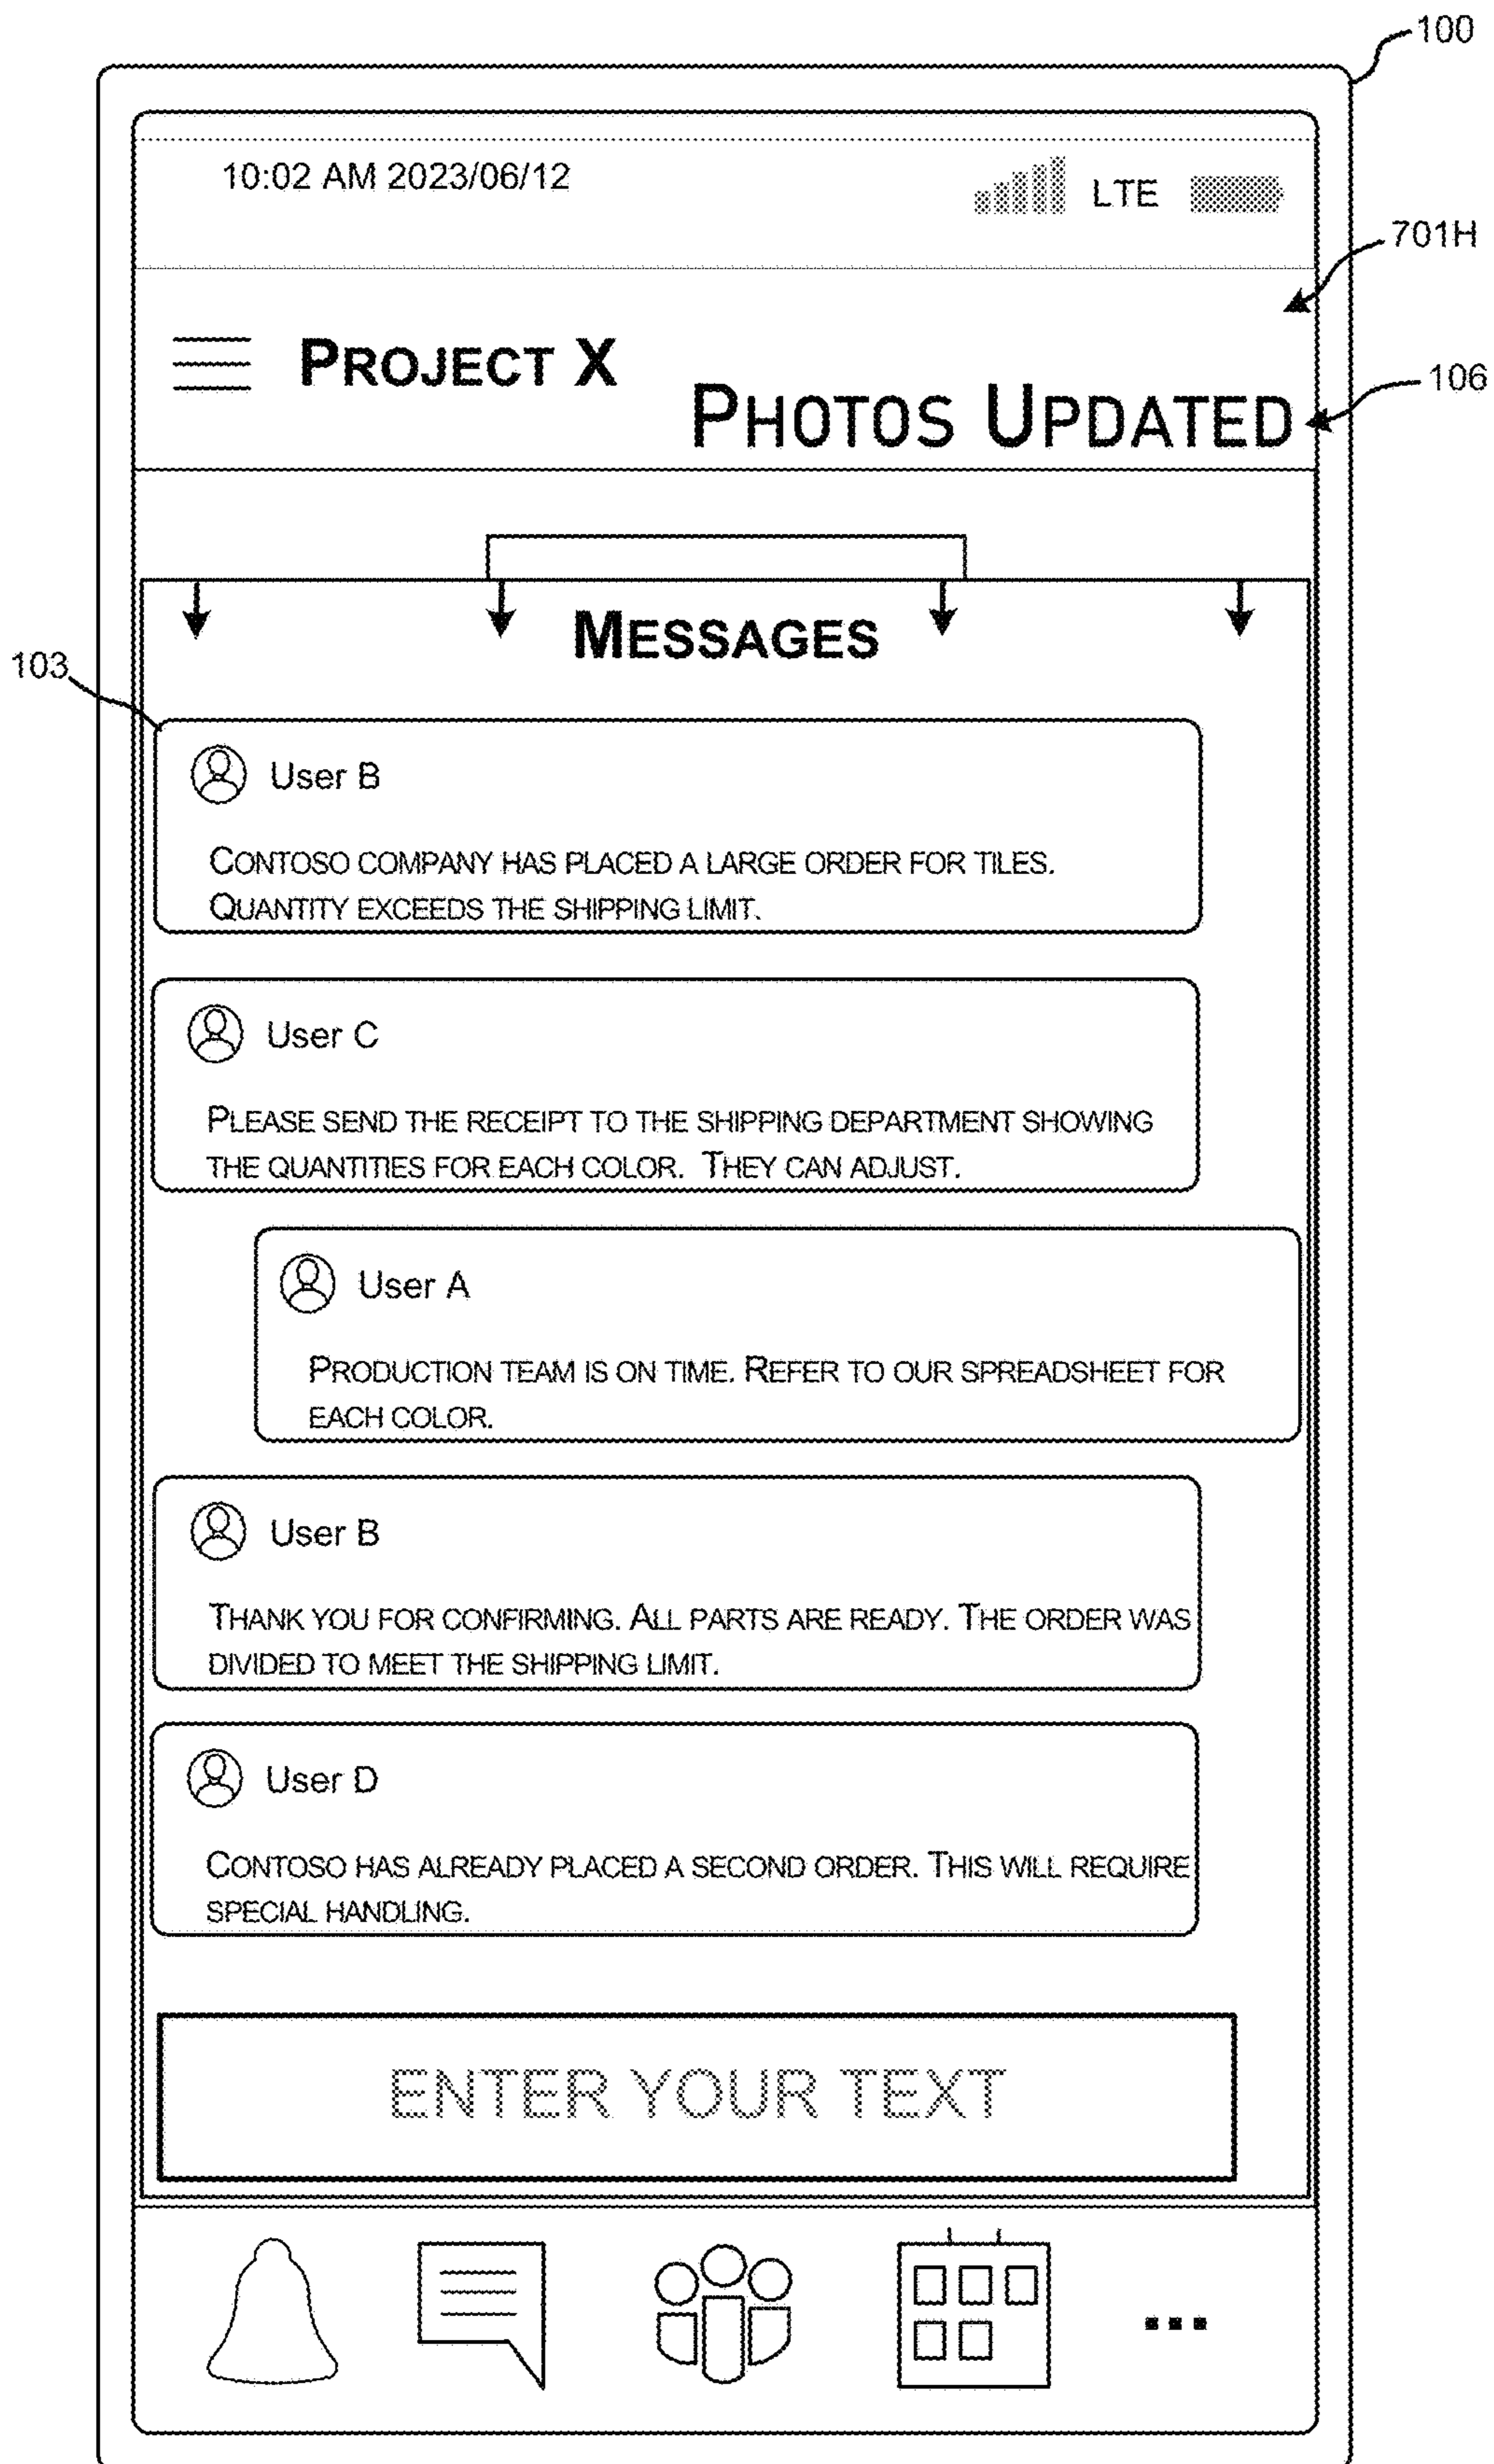 100
10:02 AM 2023/06/12
LTE
701H
PROJECT X
PHOTOS UPDATED
106
MESSAGES
103
User B
CONTOSO COMPANY HAS PLACED A LARGE ORDER FOR TILES.
QUANTITY EXCEEDS THE SHIPPING LIMIT.
User C
PLEASE SEND THE RECEIPT TO THE SHIPPING DEPARTMENT SHOWING
THE QUANTITIES FOR EACH COLOR. THEY CAN ADJUST.
User A
PRODUCTION TEAM IS ON TIME. REFER TO OUR SPREADSHEET FOR
EACH COLOR.
User B
THANK YOU FOR CONFIRMING. ALL PARTS ARE READY. THE ORDER WAS
DIVIDED TO MEET THE SHIPPING LIMIT.
User D
CONTOSO HAS ALREADY PLACED A SECOND ORDER. THIS WILL REQUIRE
SPECIAL HANDLING.
ENTER YOUR TEXT
...